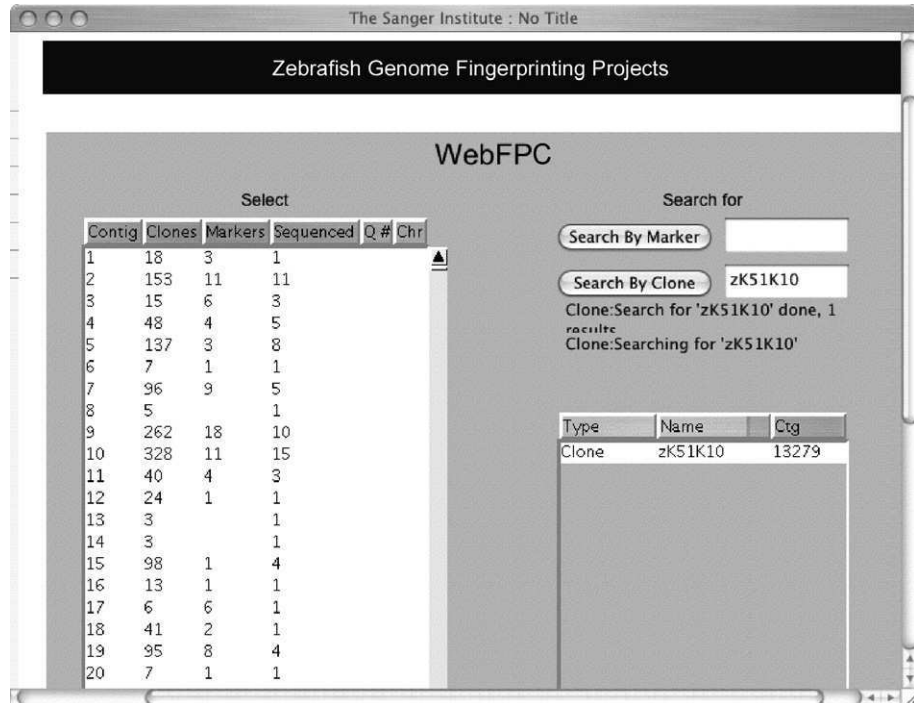 The Sanger Institute : No Title
Zebrafish Genome Fingerprinting Projects
WebFPC
Select
Contig Clones Markers Sequenced Q # Chr
1 18 3 1
2 153 11 11
3 15 6 3
4 48 4 5
5 137 3 8
6 7 1 1
7 96 9 5
8 5 1
9 262 18 10
10 328 11 15
11 40 4 3
12 24 1 1
13 3 1
14 3 1
15 98 1 4
16 13 1 1
17 6 6 1
18 41 2 1
19 95 8 4
20 7 1 1
Search for
Search By Marker
Search By Clone zK51K10
Clone:Search for 'zK51K10' done, 1
results
Clone:Searching for 'zK51K10'
Type Name Ctg
Clone zK51K10 13279